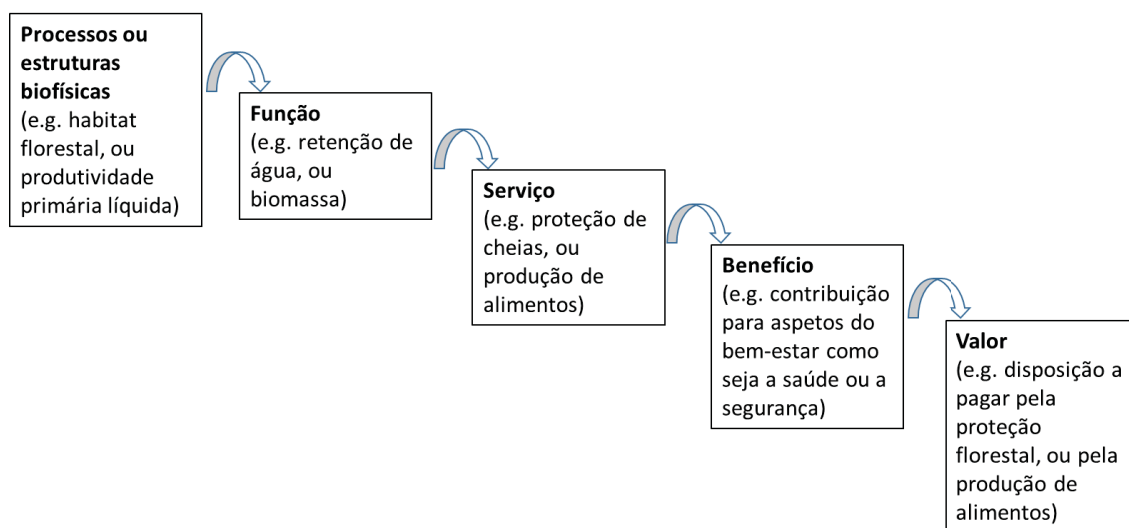 Processos ou
estruturas
biofísicas
(e.g. habitat
florestal, ou
produtividade
primária líquida)
Função
(e.g. retenção de
água, ou
biomassa)
Serviço
(e.g. proteção de
cheias, ou
produção de
alimentos)
Benefício
(e.g. contribuição
para aspetos do
bem-estar como
seja a saúde ou a
segurança)
Valor
(e.g. disposição a
pagar pela
proteção
florestal, ou pela
produção de
alimentos)